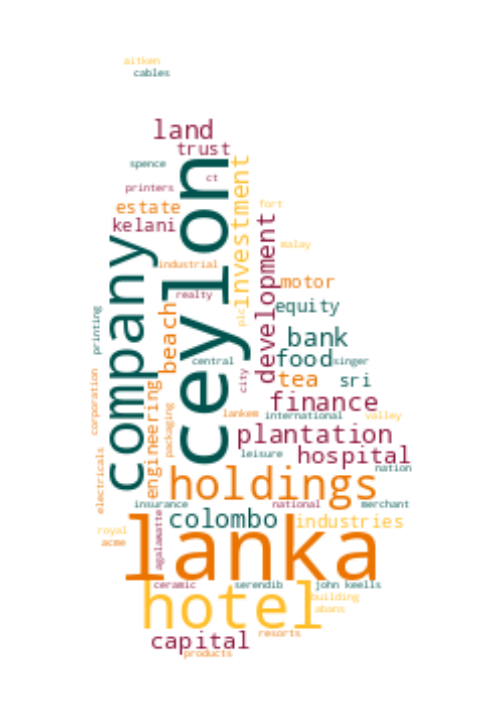 aitken
cables
land
trust
spence
ct
printers
estate
fort
kelani
ceylon
investment
development
company
malay
industrial
motor
realty
equity
plc
beach
printing
bank
central
food
singer
city
tea
sri
corporation
engineering
finance
packaging
lankem
international
valley
plantation
leisure
hospital
nation
electricals
holdings
insurance
national
merchant
colombo
industries
agalawatte
royal
acme
lanka
ceramic
serendib
john keells
hotel
building
abans
resorts
capital
products